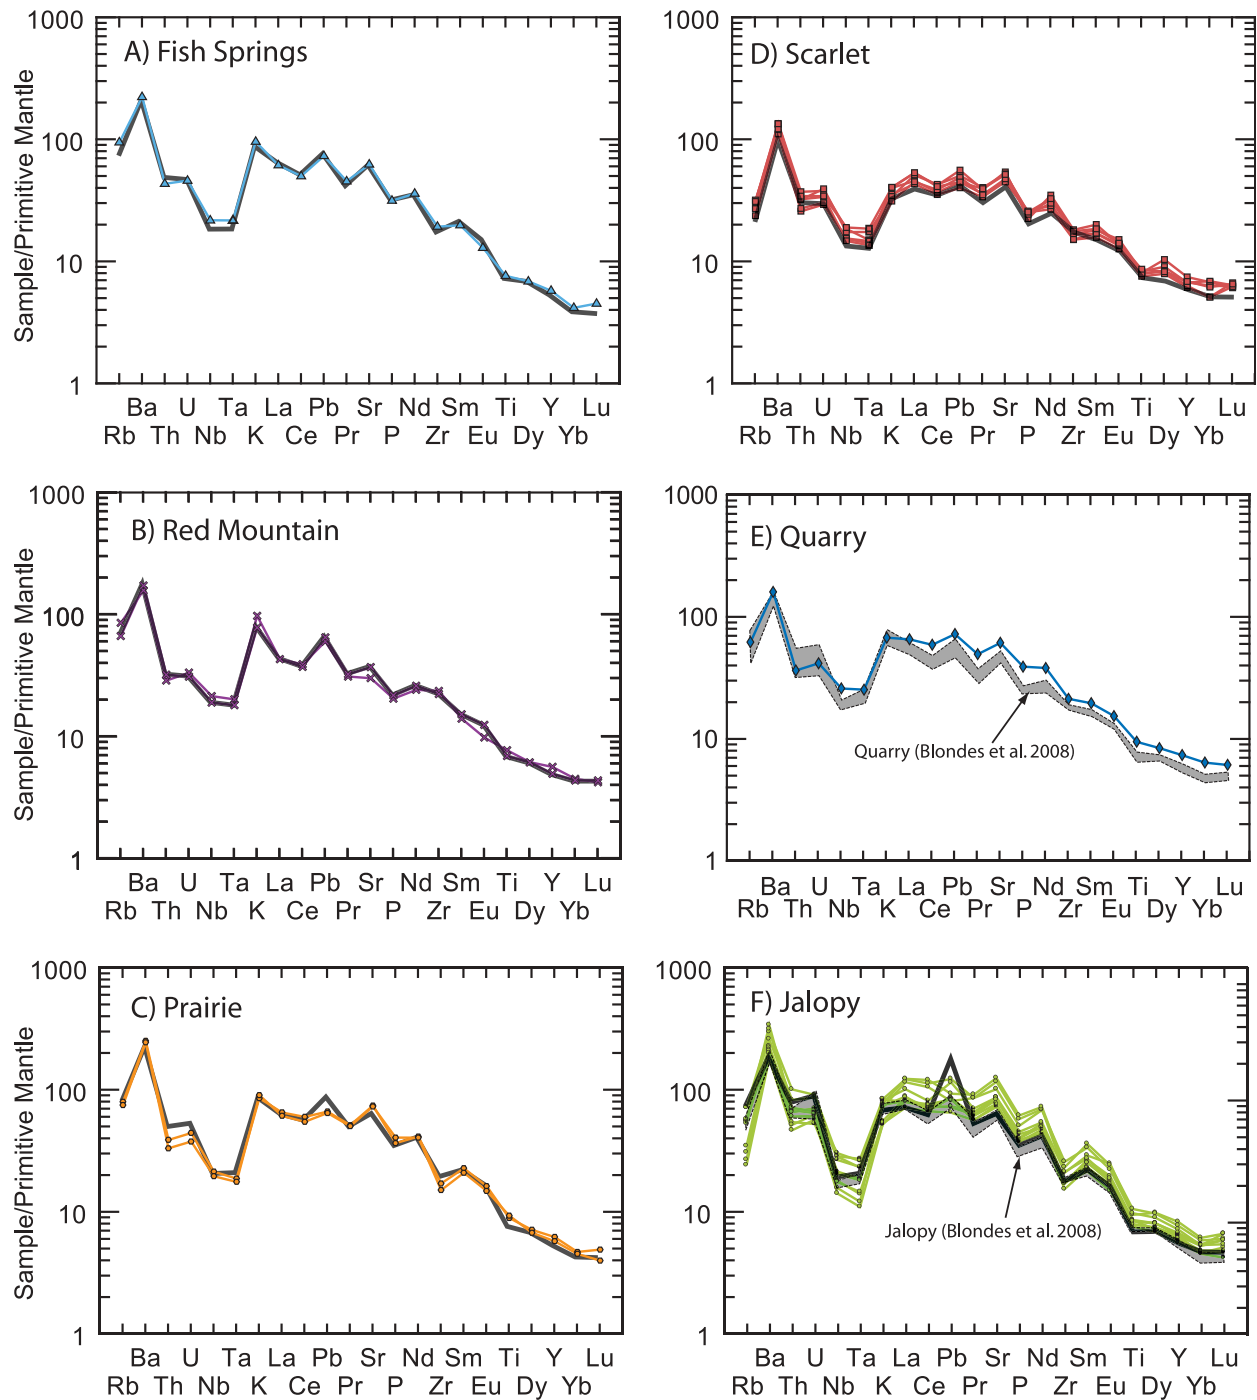 A) Fish Springs
Sample/Primitive Mantle
1000
100
10
1
Ba U Ta La Pb Sr Nd Sm Ti Y Lu
Rb Th Nb K Ce Pr P Zr Eu Dy Yb
D) Scarlet
1000
100
10
1
Ba U Ta La Pb Sr Nd Sm Ti Y Lu
Rb Th Nb K Ce Pr P Zr Eu Dy Yb
B) Red Mountain
Sample/Primitive Mantle
1000
100
10
1
Ba U Ta La Pb Sr Nd Sm Ti Y Lu
Rb Th Nb K Ce Pr P Zr Eu Dy Yb
E) Quarry
1000
100
10
1
Quarry (Blondes et al. 2008)
Ba U Ta La Pb Sr Nd Sm Ti Y Lu
Rb Th Nb K Ce Pr P Zr Eu Dy Yb
C) Prairie
Sample/Primitive Mantle
1000
100
10
1
Ba U Ta La Pb Sr Nd Sm Ti Y Lu
Rb Th Nb K Ce Pr P Zr Eu Dy Yb
F) Jalopy
1000
100
10
1
Jalopy (Blondes et al. 2008)
Ba U Ta La Pb Sr Nd Sm Ti Y Lu
Rb Th Nb K Ce Pr P Zr Eu Dy Yb